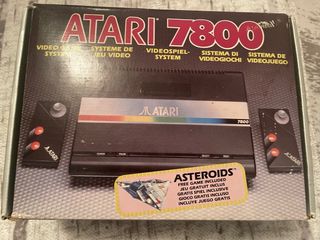 ATARI 7800
VIDEO GAME SYSTEME DE VIDEOSPIEL- SISTEMA DI SISTEMA DE
SYSTEM JEU VIDEO SYSTEM VIDEOGIOCHI VIDEOJUEGO
ATARI
7800
ASTEROIDS
FREE GAME INCLUDED
JEU GRATUIT INCLUS
GRATIS SPIEL INCLUSIVE
GIOCO GRATIS INCLUSO
INCLUYE JUEGO GRATIS